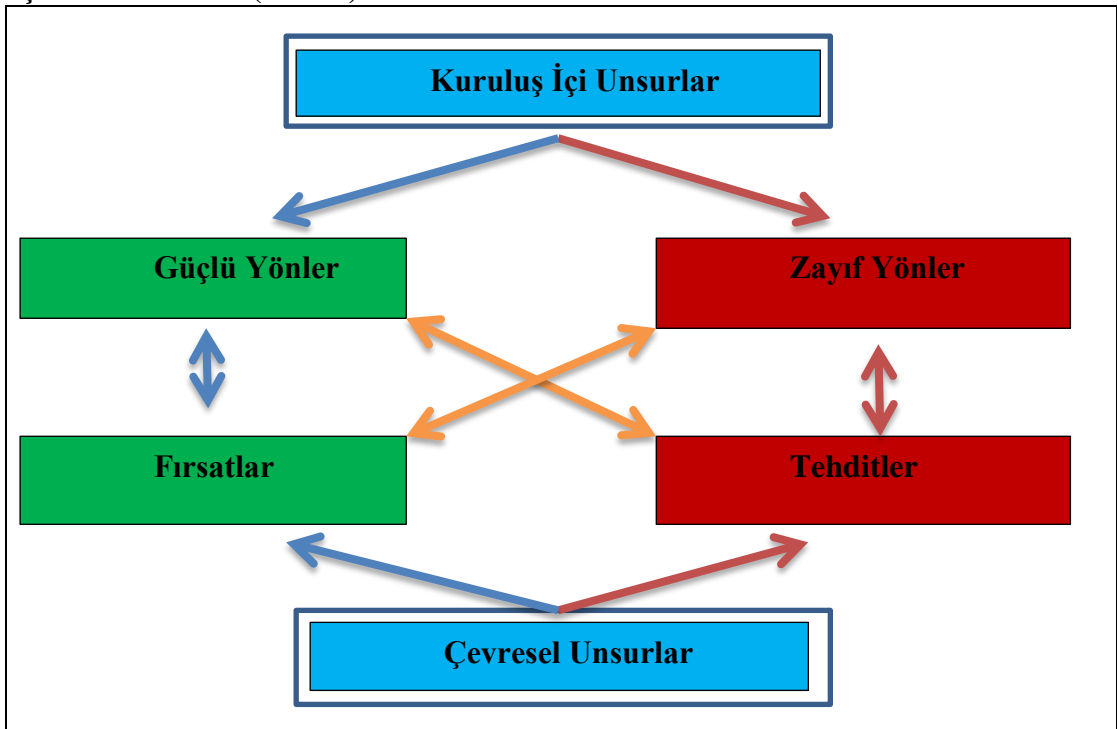 Kuruluş İçi Unsurlar
Güçlü Yönler
Zayıf Yönler
Fırsatlar
Tehditler
Çevresel Unsurlar